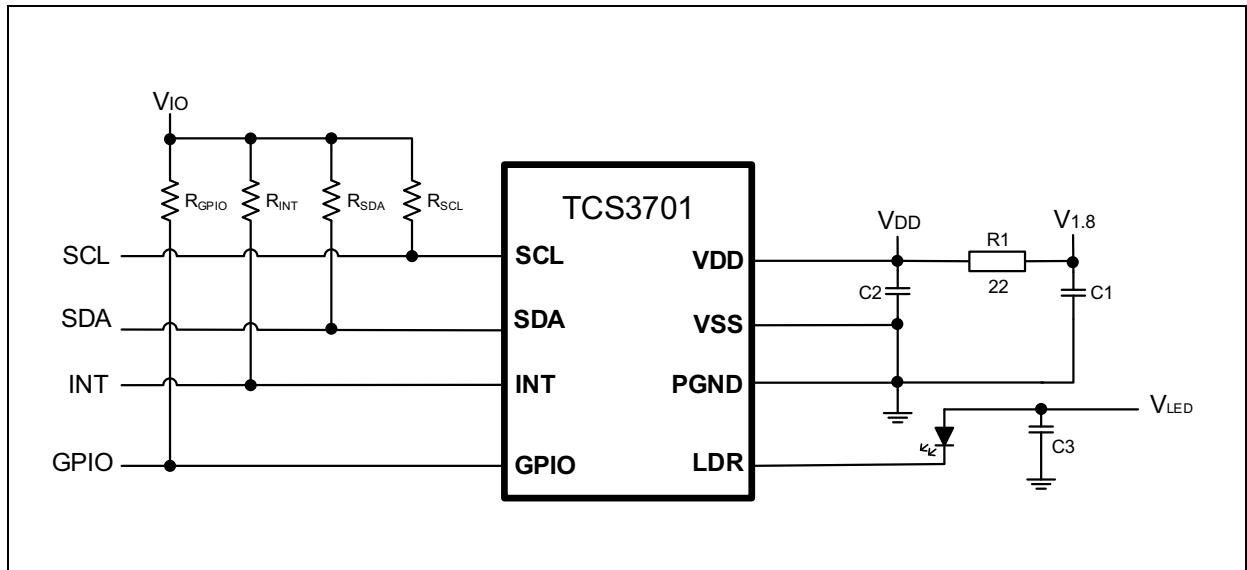 VIO
RGPIO
RINT
RSDA
RSCL
SCL
SDA
INT
GPIO
TCS3701
SCL
SDA
INT
GPIO
VDD
VSS
PGND
LDR
VDD
R1
22
V1.8
C2
C1
VLED
C3